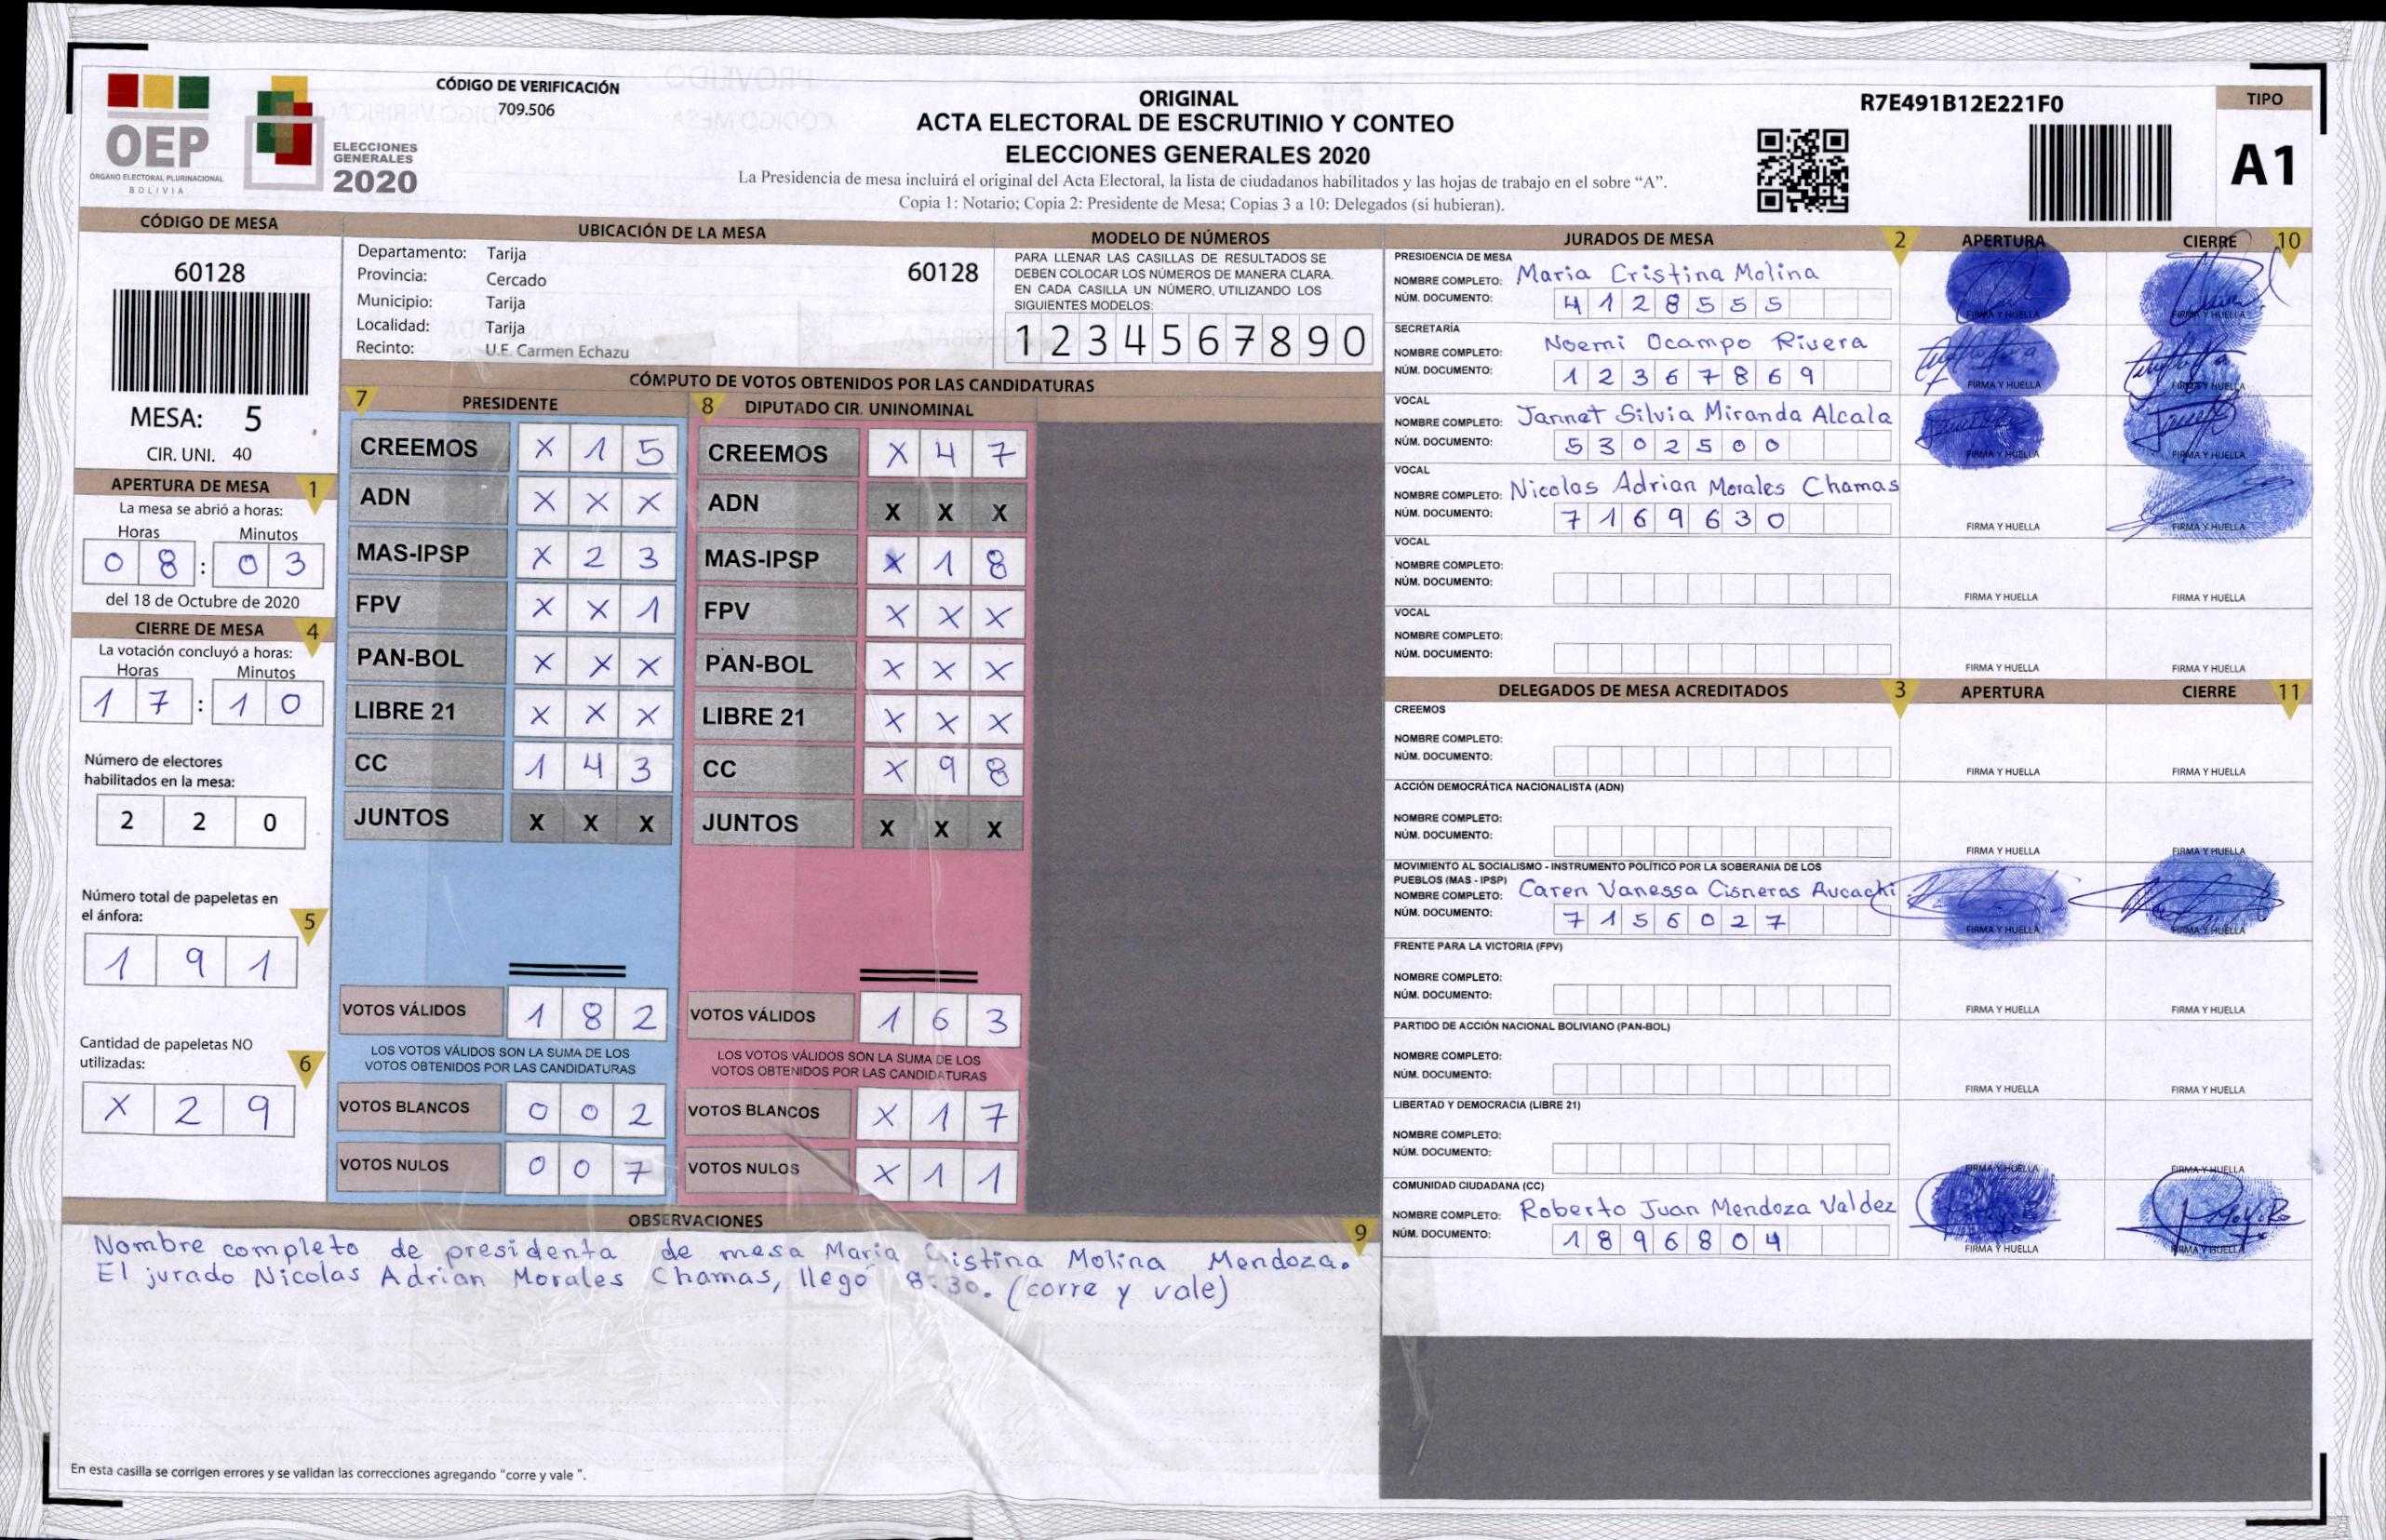 OEP
ÓRGANO ELECTORAL PLURINACIONAL
BOLIVIA
ELECCIONES
GENERALES
2020
CÓDIGO DE VERIFICACIÓN
709.506
ORIGINAL
ACTA ELECTORAL DE ESCRUTINIO Y CONTEO
ELECCIONES GENERALES 2020
La Presidencia de mesa incluirá el original del Acta Electoral, la lista de ciudadanos habilitados y las hojas de trabajo en el sobre “A”.
Copia 1: Notario; Copia 2: Presidente de Mesa; Copias 3 a 10: Delegados (si hubieran).
R7E491B12E221F0
TIPO
A1
CÓDIGO DE MESA
60128
MESA: 5
CIR. UNI. 40
APERTURA DE MESA 1
La mesa se abrió a horas:
Horas Minutos
0 8 : 0 3
del 18 de Octubre de 2020
CIERRE DE MESA 4
La votación concluyó a horas:
Horas Minutos
1 7 : 1 0
Número de electores
habilitados en la mesa:
2 2 0
Número total de papeletas en
el ánfora: 5
1 9 1
Cantidad de papeletas NO
utilizadas: 6
X 2 9
UBICACIÓN DE LA MESA
Departamento: Tarija
Provincia: Cercado
60128
Municipio: Tarija
Localidad: Tarija
Recinto: U.E. Carmen Echazu
MODELO DE NÚMEROS
PARA LLENAR LAS CASILLAS DE RESULTADOS SE
DEBEN COLOCAR LOS NÚMEROS DE MANERA CLARA.
EN CADA CASILLA UN NÚMERO, UTILIZANDO LOS
SIGUIENTES MODELOS:
1 2 3 4 5 6 7 8 9 0
CÓMPUTO DE VOTOS OBTENIDOS POR LAS CANDIDATURAS
7 PRESIDENTE
CREEMOS X 1 5
ADN X X X
MAS-IPSP X 2 3
FPV X X 1
PAN-BOL X X X
LIBRE 21 X X X
CC 1 4 3
JUNTOS X X X
VOTOS VÁLIDOS 1 8 2
LOS VOTOS VÁLIDOS SON LA SUMA DE LOS
VOTOS OBTENIDOS POR LAS CANDIDATURAS
VOTOS BLANCOS 0 0 2
VOTOS NULOS 0 0 7
8 DIPUTADO CIR. UNINOMINAL
CREEMOS X 4 7
ADN X X X
MAS-IPSP X 1 8
FPV X X X
PAN-BOL X X X
LIBRE 21 X X X
CC X 9 8
JUNTOS X X X
VOTOS VÁLIDOS 1 6 3
LOS VOTOS VÁLIDOS SON LA SUMA DE LOS
VOTOS OBTENIDOS POR LAS CANDIDATURAS
VOTOS BLANCOS X 1 7
VOTOS NULOS X 1 1
OBSERVACIONES 9
Nombre completo de presidenta de mesa María Cristina Molina Mendoza.
El jurado Nicolas Adrian Morales Chamas, llegó 8:30. (corre y vale)
En esta casilla se corrigen errores y se validan las correcciones agregando “corre y vale ”.
JURADOS DE MESA 2 APERTURA CIERRE 10
PRESIDENCIA DE MESA
NOMBRE COMPLETO: Maria Cristina Molina
NÚM. DOCUMENTO: 4 1 2 8 5 5 5
FIRMA Y HUELLA FIRMA Y HUELLA
SECRETARÍA
NOMBRE COMPLETO: Noemi Ocampo Rivera
NÚM. DOCUMENTO: 1 2 3 6 7 8 6 9
FIRMA Y HUELLA FIRMA Y HUELLA
VOCAL
NOMBRE COMPLETO: Jannet Silvia Miranda Alcala
NÚM. DOCUMENTO: 5 3 0 2 5 0 0
FIRMA Y HUELLA FIRMA Y HUELLA
VOCAL
NOMBRE COMPLETO: Nicolas Adrian Morales Chamas
NÚM. DOCUMENTO: 7 1 6 9 6 3 0
FIRMA Y HUELLA FIRMA Y HUELLA
VOCAL
NOMBRE COMPLETO:
NÚM. DOCUMENTO:
FIRMA Y HUELLA FIRMA Y HUELLA
VOCAL
NOMBRE COMPLETO:
NÚM. DOCUMENTO:
FIRMA Y HUELLA FIRMA Y HUELLA
DELEGADOS DE MESA ACREDITADOS 3 APERTURA CIERRE 11
CREEMOS
NOMBRE COMPLETO:
NÚM. DOCUMENTO:
FIRMA Y HUELLA FIRMA Y HUELLA
ACCIÓN DEMOCRÁTICA NACIONALISTA (ADN)
NOMBRE COMPLETO:
NÚM. DOCUMENTO:
FIRMA Y HUELLA FIRMA Y HUELLA
MOVIMIENTO AL SOCIALISMO - INSTRUMENTO POLÍTICO POR LA SOBERANIA DE LOS
PUEBLOS (MAS - IPSP)
NOMBRE COMPLETO: Caren Vanessa Cisneros Aucachi
NÚM. DOCUMENTO: 7 1 5 6 0 2 7
FIRMA Y HUELLA FIRMA Y HUELLA
FRENTE PARA LA VICTORIA (FPV)
NOMBRE COMPLETO:
NÚM. DOCUMENTO:
FIRMA Y HUELLA FIRMA Y HUELLA
PARTIDO DE ACCIÓN NACIONAL BOLIVIANO (PAN-BOL)
NOMBRE COMPLETO:
NÚM. DOCUMENTO:
FIRMA Y HUELLA FIRMA Y HUELLA
LIBERTAD Y DEMOCRACIA (LIBRE 21)
NOMBRE COMPLETO:
NÚM. DOCUMENTO:
FIRMA Y HUELLA FIRMA Y HUELLA
COMUNIDAD CIUDADANA (CC)
NOMBRE COMPLETO: Roberto Juan Mendoza Valdez
NÚM. DOCUMENTO: 1 8 9 6 8 0 4
FIRMA Y HUELLA FIRMA Y HUELLA